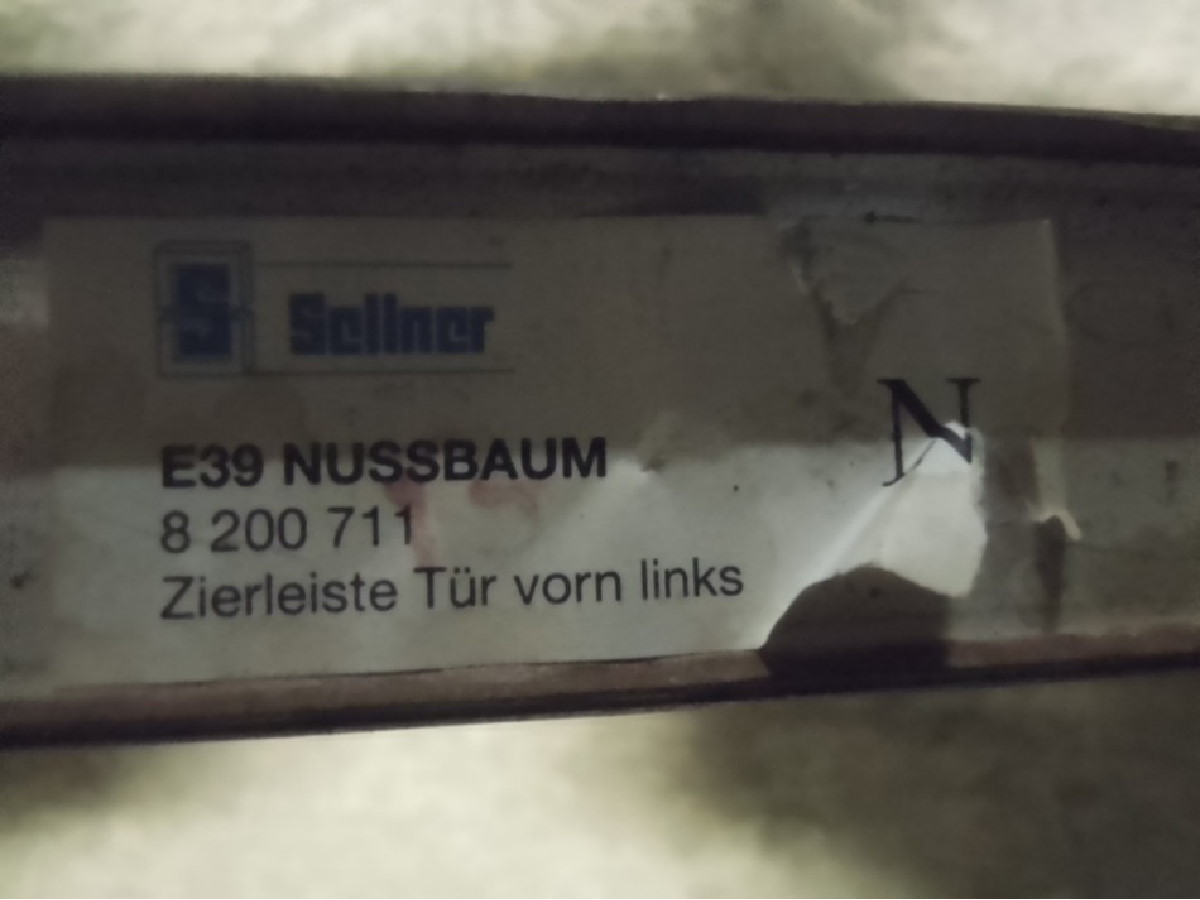 S Sellner
N
E39 NUSSBAUM
8 200 711
Zierleiste Tür vorn links